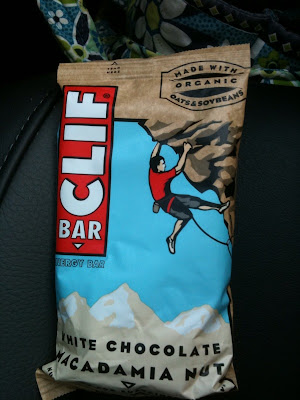 MADE WITH
ORGANIC
OATS & SOYBEANS
CLIF
BAR
ENERGY BAR
WHITE CHOCOLATE
MACADAMIA NUT